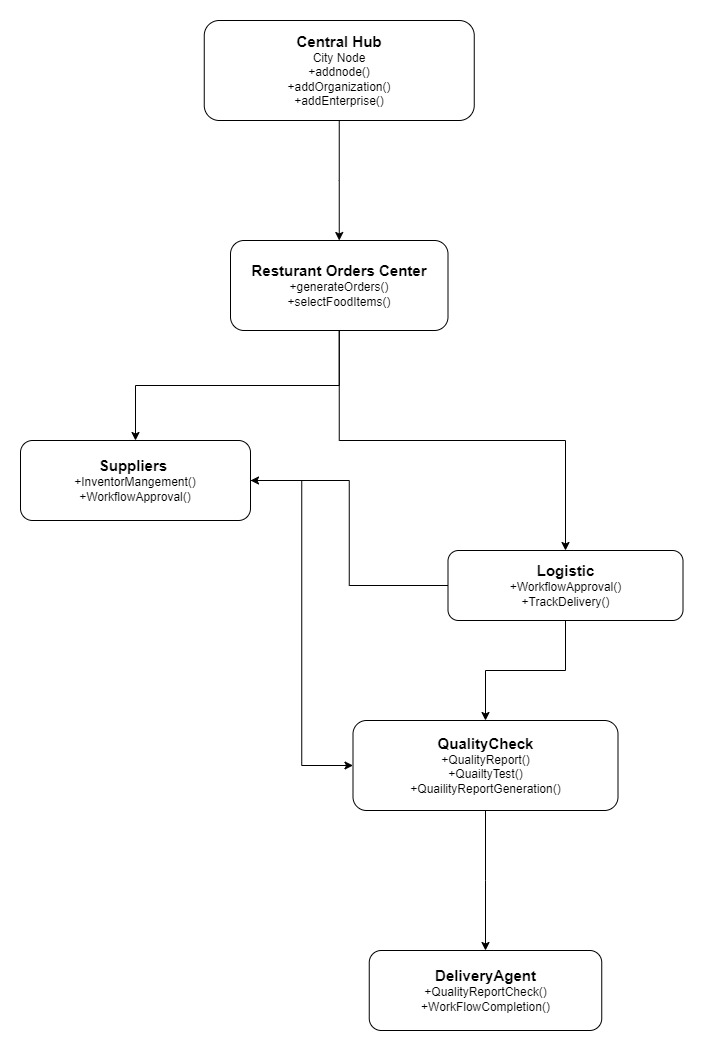 Central Hub
City Node
+addnode()
+addOrganization()
+addEnterprise()
Resturant Orders Center
+generateOrders()
+selectFoodItems()
Suppliers
+InventorMangement()
+WorkflowApproval()
Logistic
+WorkflowApproval()
+TrackDelivery()
QualityCheck
+QualityReport()
+QuailtyTest()
+QuailityReportGeneration()
DeliveryAgent
+QualityReportCheck()
+WorkFlowCompletion()